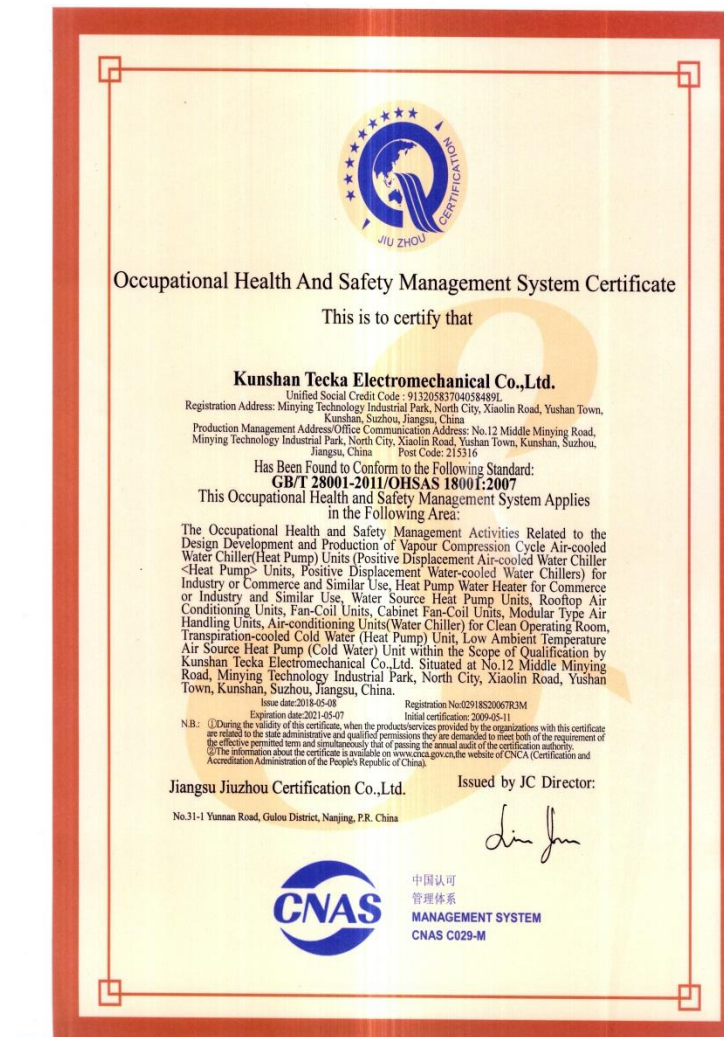 JIU ZHOU CERTIFICATION
Occupational Health And Safety Management System Certificate
This is to certify that
Kunshan Tecka Electromechanical Co.,Ltd.
Unified Social Credit Code : 91320583704058489L
Registration Address: Minying Technology Industrial Park, North City, Xiaolin Road, Yushan Town,
Kunshan, Suzhou, Jiangsu, China
Production Management Address/Office Communication Address: No.12 Middle Minying Road,
Minying Technology Industrial Park, North City, Xiaolin Road, Yushan Town, Kunshan, Suzhou,
Jiangsu, China Post Code: 215316
Has Been Found to Conform to the Following Standard:
GB/T 28001-2011/OHSAS 18001:2007
This Occupational Health and Safety Management System Applies
in the Following Area:
The Occupational Health and Safety Management Activities Related to the
Design Development and Production of Vapour Compression Cycle Air-cooled
Water Chiller(Heat Pump) Units (Positive Displacement Air-cooled Water Chiller
<Heat Pump> Units, Positive Displacement Water-cooled Water Chillers) for
Industry or Commerce and Similar Use, Heat Pump Water Heater for Commerce
or Industry and Similar Use, Water Source Heat Pump Units, Rooftop Air
Conditioning Units, Fan-Coil Units, Cabinet Fan-Coil Units, Modular Type Air
Handling Units, Air-conditioning Units(Water Chiller) for Clean Operating Room,
Transpiration-cooled Cold Water (Heat Pump) Unit, Low Ambient Temperature
Air Source Heat Pump (Cold Water) Unit within the Scope of Qualification by
Kunshan Tecka Electromechanical Co.,Ltd. Situated at No.12 Middle Minying
Road, Minying Technology Industrial Park, North City, Xiaolin Road, Yushan
Town, Kunshan, Suzhou, Jiangsu, China.
Issue date:2018-05-08 Registration No:02918S20067R3M
Expiration date:2021-05-07 Initial certification: 2009-05-11
N.B.: ①During the validity of this certificate, when the products/services provided by the organizations with this certificate
are related to the state administrative and qualified permissions they are demanded to meet both of the requirement of
the effective permitted term and simultaneously that of passing the annual audit of the certification authority.
②The information about the certificate is available on www.cnca.gov.cn,the website of CNCA (Certification and
Accreditation Administration of the People's Republic of China).
Jiangsu Jiuzhou Certification Co.,Ltd. Issued by JC Director:
No.31-1 Yunnan Road, Gulou District, Nanjing, P.R. China
CNAS
中国认可
管理体系
MANAGEMENT SYSTEM
CNAS C029-M